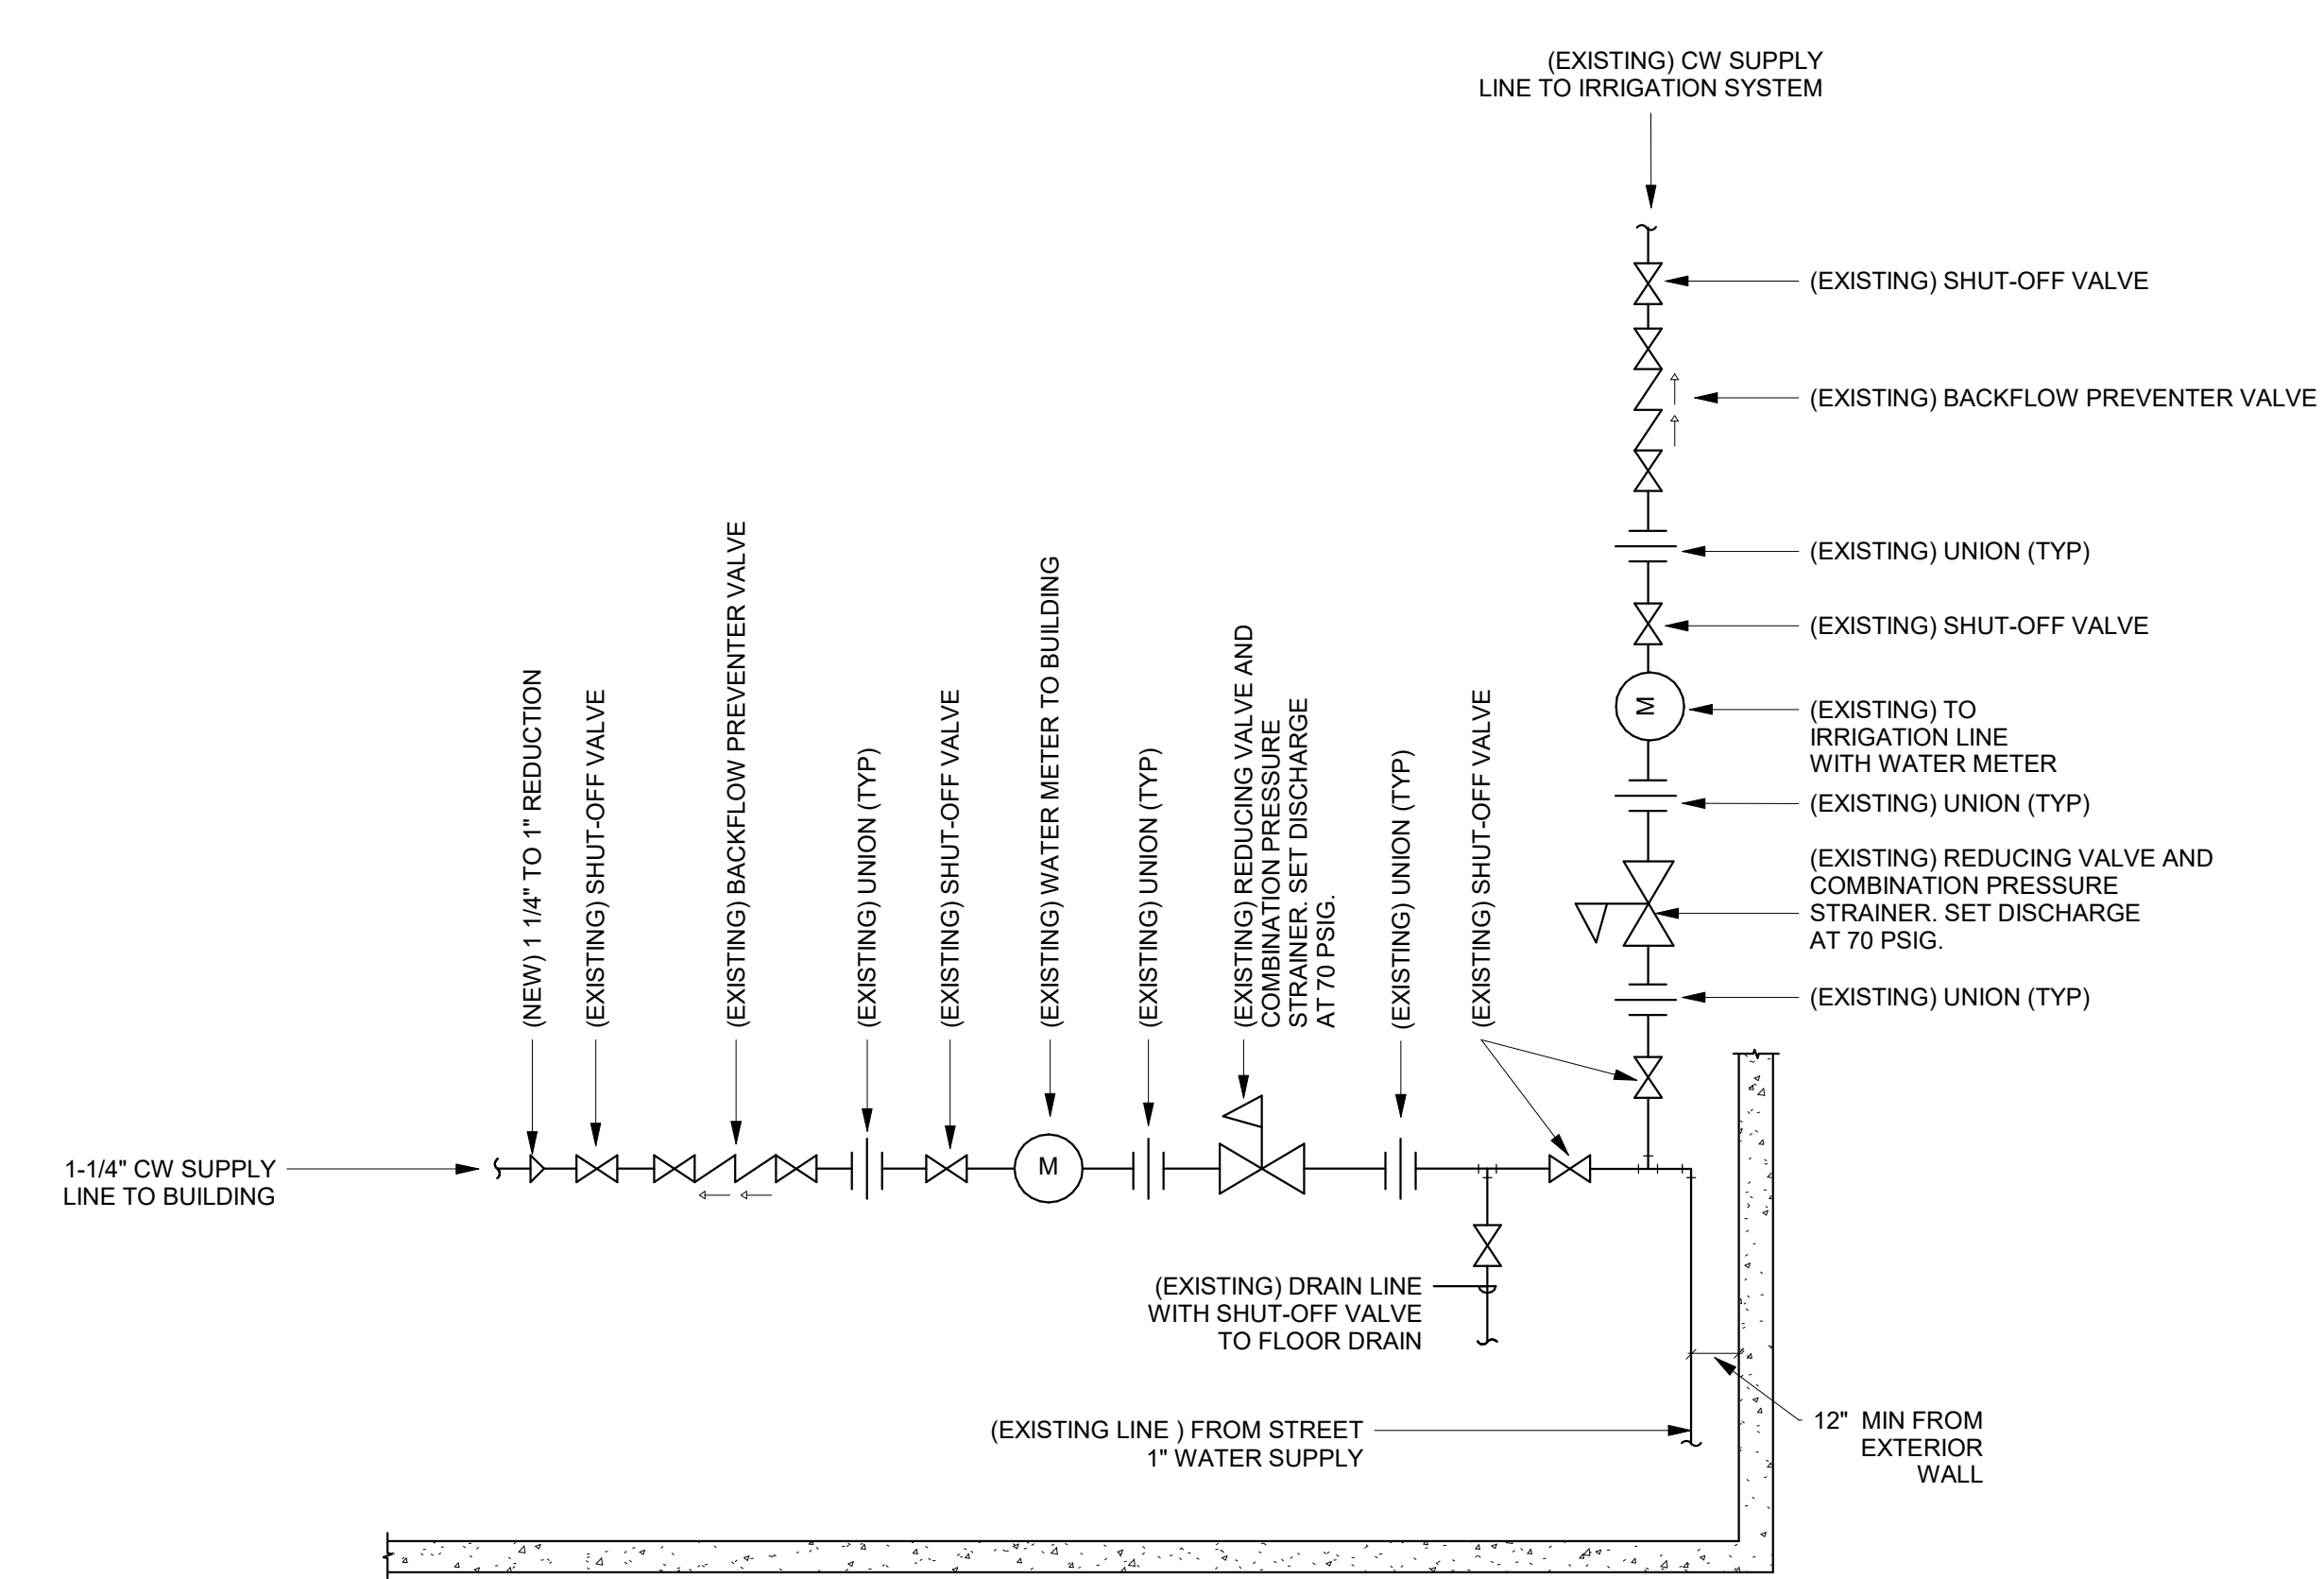 (EXISTING) CW SUPPLY
LINE TO IRRIGATION SYSTEM
(EXISTING) SHUT-OFF VALVE
(EXISTING) BACKFLOW PREVENTER VALVE
(EXISTING) UNION (TYP)
(EXISTING) SHUT-OFF VALVE
M
(EXISTING) TO
IRRIGATION LINE
WITH WATER METER
(EXISTING) UNION (TYP)
(EXISTING) REDUCING VALVE AND
COMBINATION PRESSURE
STRAINER. SET DISCHARGE
AT 70 PSIG.
(EXISTING) UNION (TYP)
(NEW) 1 1/4" TO 1" REDUCTION
(EXISTING) SHUT-OFF VALVE
(EXISTING) BACKFLOW PREVENTER VALVE
(EXISTING) UNION (TYP)
(EXISTING) SHUT-OFF VALVE
(EXISTING) WATER METER TO BUILDING
(EXISTING) UNION (TYP)
(EXISTING) REDUCING VALVE AND
COMBINATION PRESSURE
STRAINER. SET DISCHARGE
AT 70 PSIG.
(EXISTING) UNION (TYP)
(EXISTING) SHUT-OFF VALVE
1-1/4" CW SUPPLY
LINE TO BUILDING
M
(EXISTING) DRAIN LINE
WITH SHUT-OFF VALVE
TO FLOOR DRAIN
(EXISTING LINE ) FROM STREET
1" WATER SUPPLY
12" MIN FROM
EXTERIOR
WALL